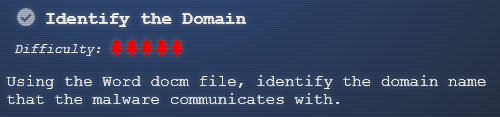 Identify the Domain
Difficulty:
Using the Word docm file, identify the domain name
that the malware communicates with.